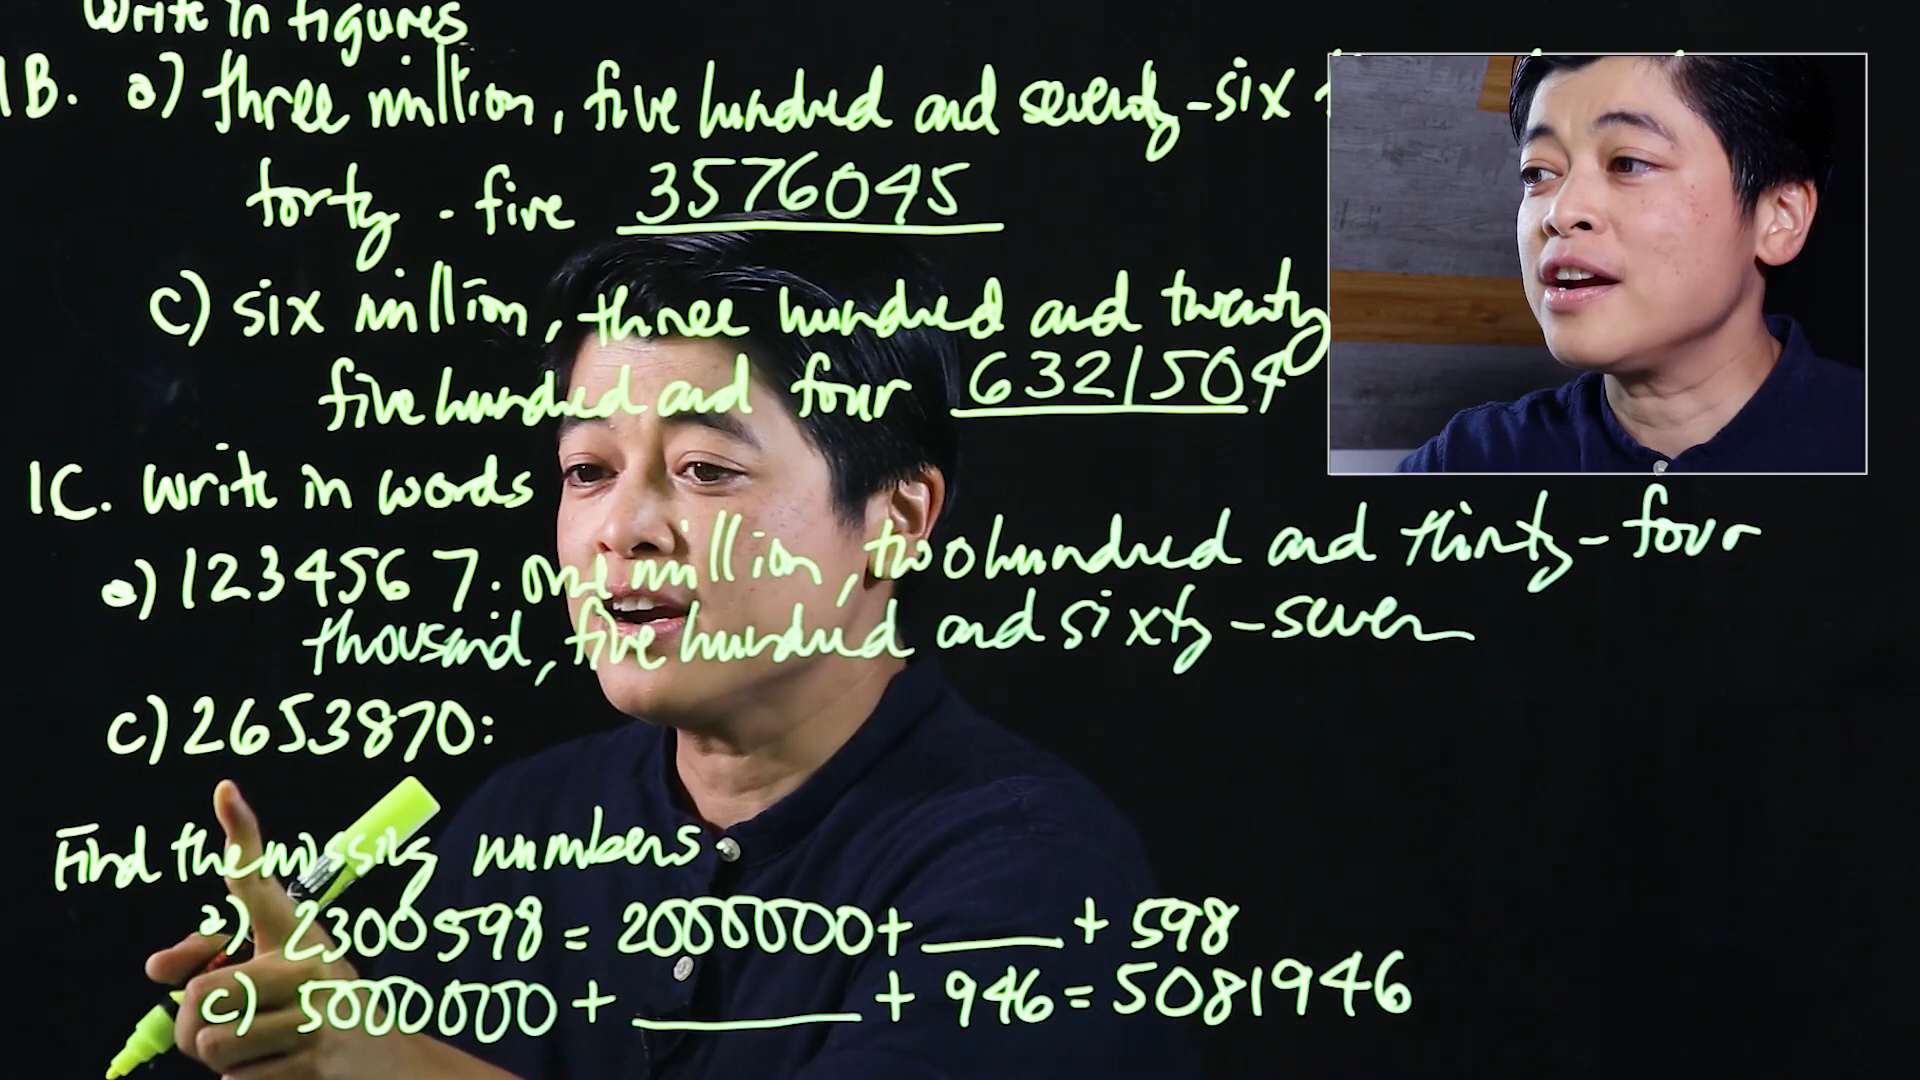 Write in figures
1B. a) three million, five hundred and seventy-six
forty-five 3576045
c) six million, three hundred and twenty
five hundred and four 6321504
1C. Write in words
a) 1234567: one million, two hundred and thirty-four
thousand, five hundred and sixty-seven
c) 2653870:
Find the missing numbers
a) 2300598 = 2000000+ ____ + 598
c) 5000000 + ____ + 946 = 5081946